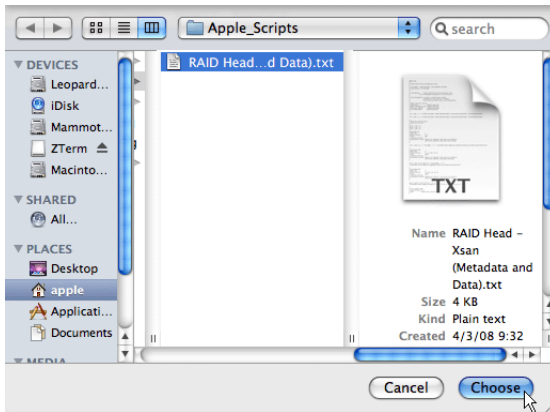 Apple_Scripts
search
DEVICES
Leopard...
iDisk
Mammot...
ZTerm
Macinto...
SHARED
All...
PLACES
Desktop
apple
Applicati...
Documents
MEDIA
RAID Head...d Data).txt
TXT
Name RAID Head –
Xsan
(Metadata and
Data).txt
Size 4 KB
Kind Plain text
Created 4/3/08 9:32
Cancel
Choose